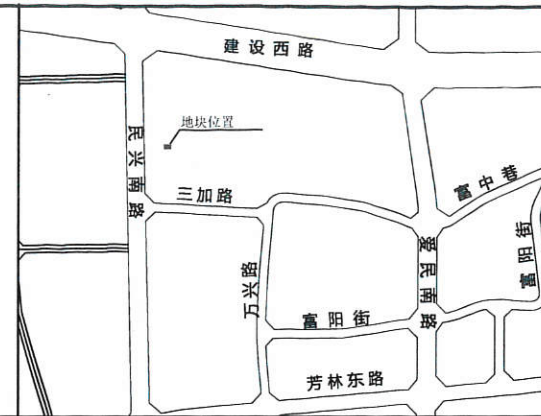 建设西路
地块位置
民兴南路
三加路
富中巷
富阳街
爱民南路
万兴路
富阳街
芳林东路